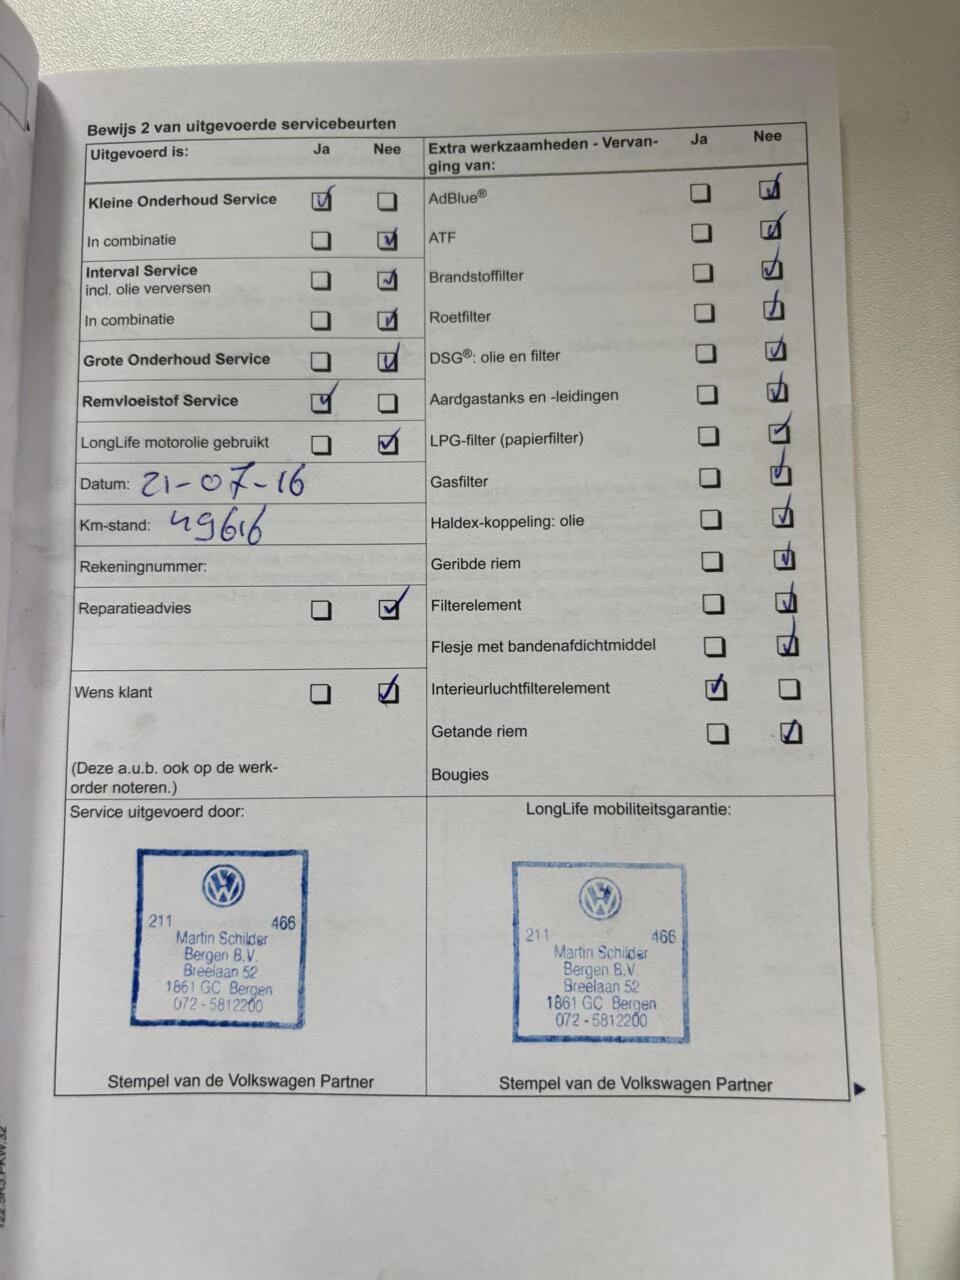 Bewijs 2 van uitgevoerde servicebeurten
Uitgevoerd is: Ja Nee
Kleine Onderhoud Service
In combinatie
Interval Service
incl. olie verversen
In combinatie
Grote Onderhoud Service
Remvloeistof Service
LongLife motorolie gebruikt
Datum: 21-07-16
Km-stand: 49616
Rekeningnummer:
Reparatieadvies
Wens klant
(Deze a.u.b. ook op de werk-
order noteren.)
Extra werkzaamheden - Vervan-
ging van: Ja Nee
AdBlue®
ATF
Brandstoffilter
Roetfilter
DSG®: olie en filter
Aardgastanks en -leidingen
LPG-filter (papierfilter)
Gasfilter
Haldex-koppeling: olie
Geribde riem
Filterelement
Flesje met bandenafdichtmiddel
Interieurluchtfilterelement
Getande riem
Bougies
Service uitgevoerd door:
211 466
Martin Schilder
Bergen B.V.
Breelaan 52
1861 GC Bergen
072-5812200
Stempel van de Volkswagen Partner
LongLife mobiliteitsgarantie:
211 466
Martin Schilder
Bergen B.V.
Breelaan 52
1861 GC Bergen
072-5812200
Stempel van de Volkswagen Partner